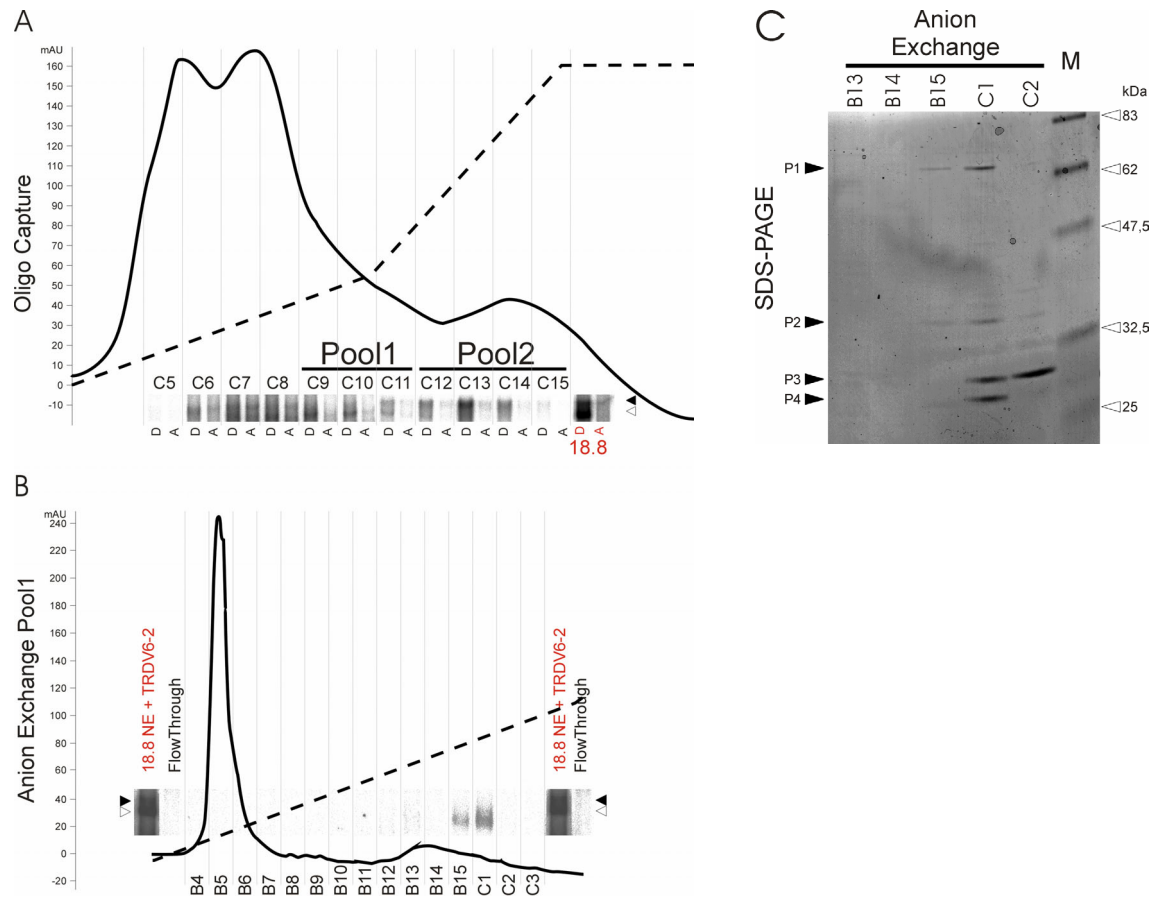 A
Oligo Capture
mAU
160
150
140
130
120
110
100
90
80
70
60
50
40
30
20
10
0
-10
Pool1 Pool2
C5 C6 C7 C8 C9 C10 C11 C12 C13 C14 C15
D A D A D A D A D A D A D A D A D A D A D A D A
18.8
B
Anion Exchange Pool1
mAU
240
220
200
180
160
140
120
100
80
60
40
20
0
-20
18.8 NE + TRDV6-2
FlowThrough
18.8 NE + TRDV6-2
FlowThrough
B4 B5 B6 B7 B8 B9 B10 B11 B12 B13 B14 B15 C1 C2 C3
C
Anion
Exchange
B13 B14 B15 C1 C2 M
kDa
SDS-PAGE
83
P1 62
47,5
P2 32,5
P3
P4 25